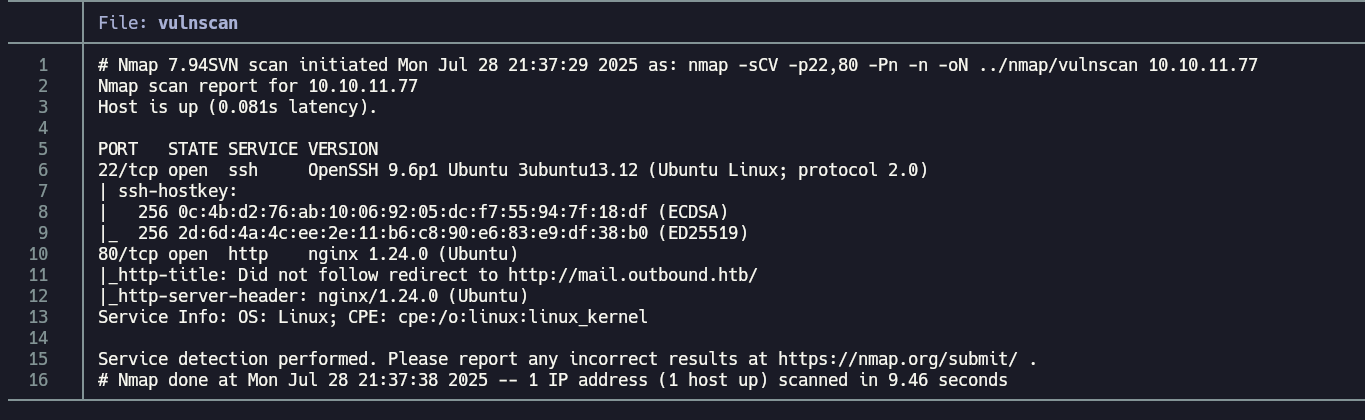 File: vulnscan
1 # Nmap 7.94SVN scan initiated Mon Jul 28 21:37:29 2025 as: nmap -sCV -p22,80 -Pn -n -oN ../nmap/vulnscan 10.10.11.77
2 Nmap scan report for 10.10.11.77
3 Host is up (0.081s latency).
4
5 PORT   STATE SERVICE VERSION
6 22/tcp open  ssh     OpenSSH 9.6p1 Ubuntu 3ubuntu13.12 (Ubuntu Linux; protocol 2.0)
7 | ssh-hostkey:
8 |   256 0c:4b:d2:76:ab:10:06:92:05:dc:f7:55:94:7f:18:df (ECDSA)
9 |_  256 2d:6d:4a:4c:ee:2e:11:b6:c8:90:e6:83:e9:df:38:b0 (ED25519)
10 80/tcp open  http    nginx 1.24.0 (Ubuntu)
11 |_http-title: Did not follow redirect to http://mail.outbound.htb/
12 |_http-server-header: nginx/1.24.0 (Ubuntu)
13 Service Info: OS: Linux; CPE: cpe:/o:linux:linux_kernel
14
15 Service detection performed. Please report any incorrect results at https://nmap.org/submit/ .
16 # Nmap done at Mon Jul 28 21:37:38 2025 -- 1 IP address (1 host up) scanned in 9.46 seconds